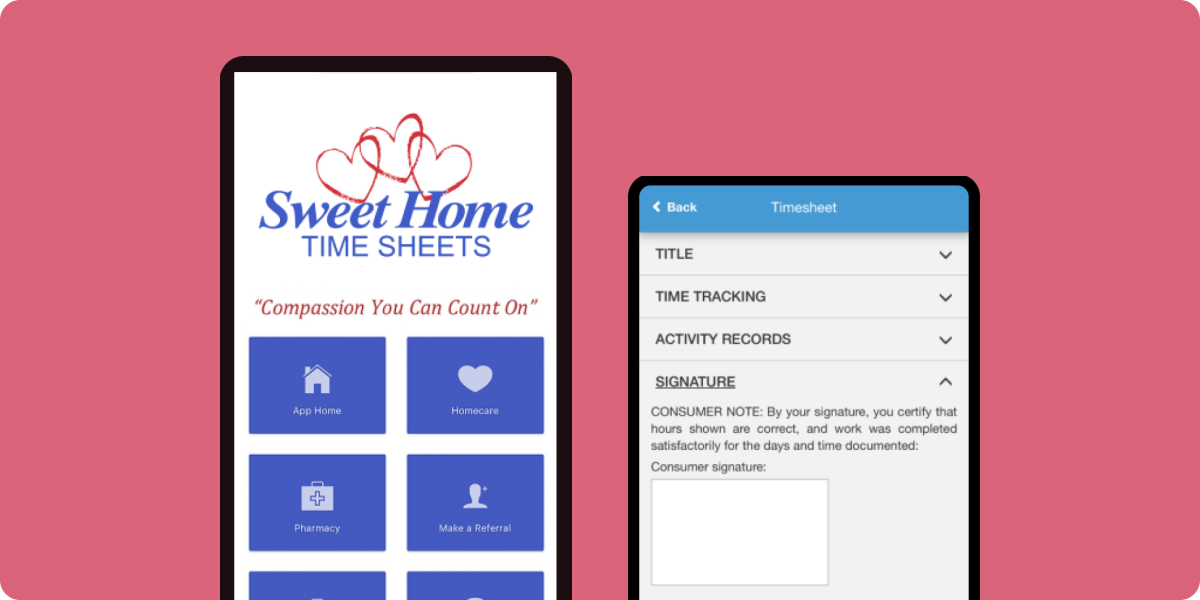 Sweet Home
TIME SHEETS
“Compassion You Can Count On”
App Home
Homecare
Pharmacy
Make a Referral
Back
Timesheet
TITLE
TIME TRACKING
ACTIVITY RECORDS
SIGNATURE
CONSUMER NOTE: By your signature, you certify that
hours shown are correct, and work was completed
satisfactorily for the days and time documented:
Consumer signature: